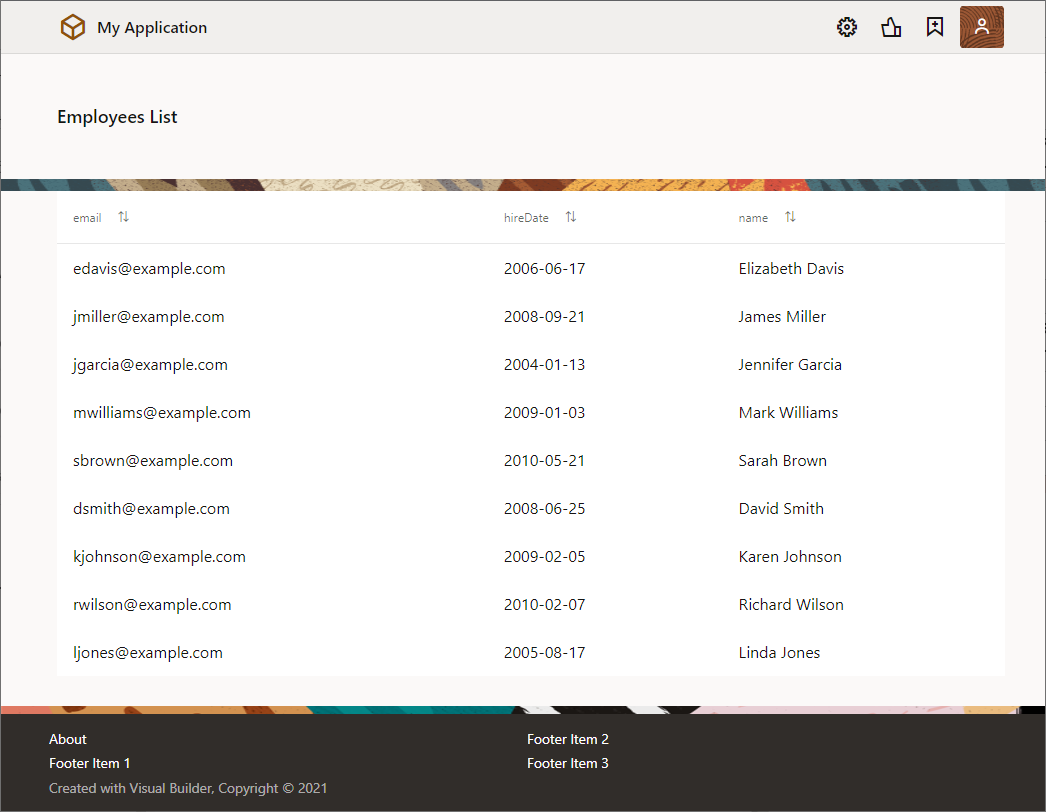 My Application
Employees List
email hireDate name
edavis@example.com 2006-06-17 Elizabeth Davis
jmiller@example.com 2008-09-21 James Miller
jgarcia@example.com 2004-01-13 Jennifer Garcia
mwilliams@example.com 2009-01-03 Mark Williams
sbrown@example.com 2010-05-21 Sarah Brown
dsmith@example.com 2008-06-25 David Smith
kjohnson@example.com 2009-02-05 Karen Johnson
rwilson@example.com 2010-02-07 Richard Wilson
ljones@example.com 2005-08-17 Linda Jones
About Footer Item 2
Footer Item 1 Footer Item 3
Created with Visual Builder, Copyright © 2021